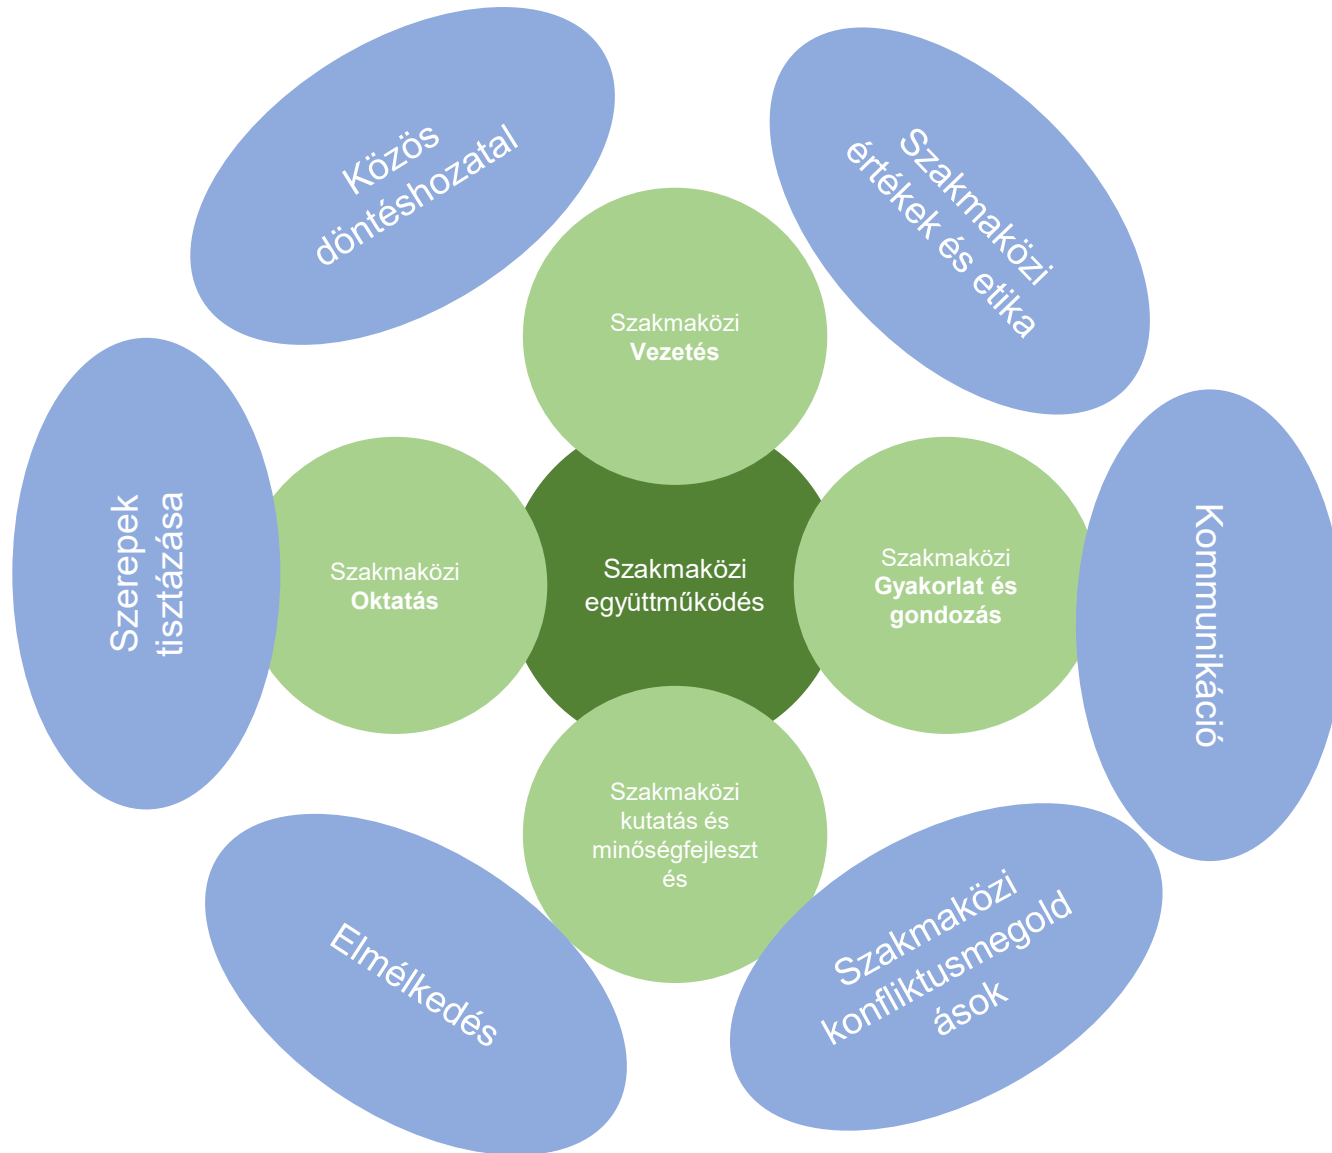 Közös
döntéshozatal
Szakmaközi
értékek és etika
Szakmaközi
Vezetés
Szerepek
tisztázása
Szakmaközi
Oktatás
Szakmaközi
együttműködés
Szakmaközi
Gyakorlat és
gondozás
Kommunikáció
Szakmaközi
kutatás és
minőségfejleszt
és
Elmélkedés
Szakmaközi
konfliktusmegold
ások